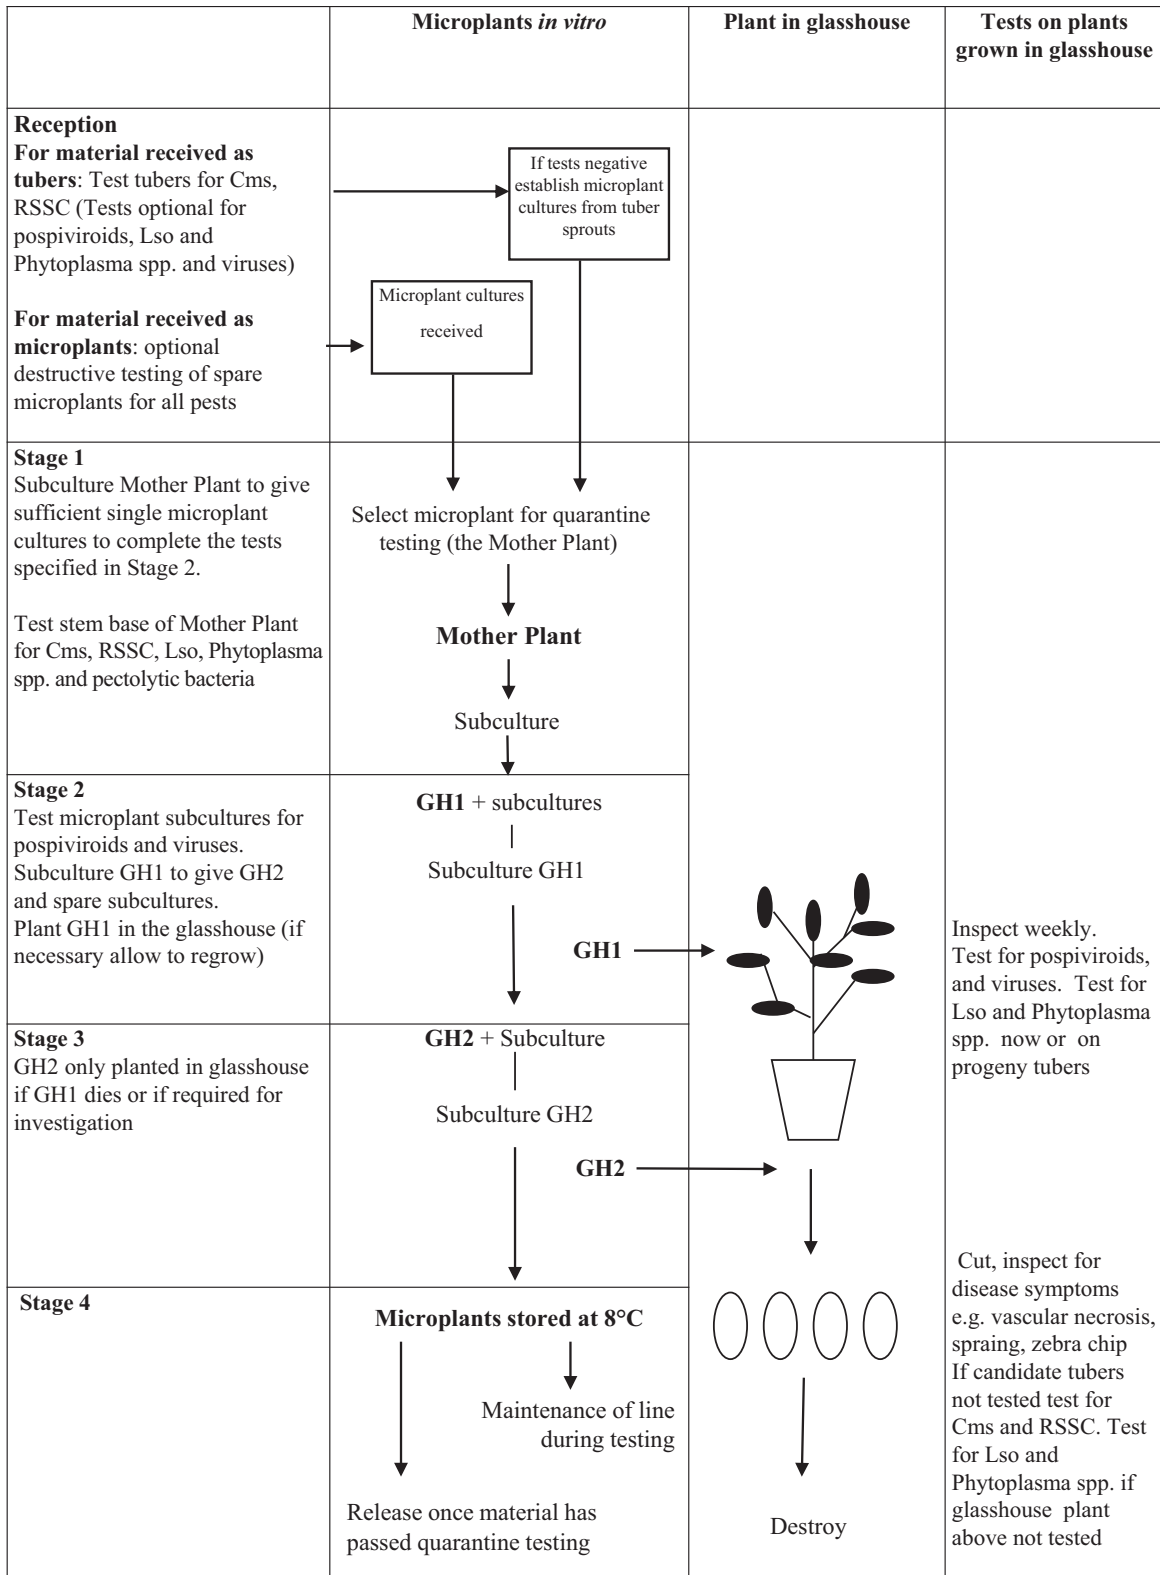 Microplants in vitro
Plant in glasshouse
Tests on plants
grown in glasshouse
Reception
For material received as
tubers: Test tubers for Cms,
RSSC (Tests optional for
pospiviroids, Lso and
Phytoplasma spp. and viruses)
For material received as
microplants: optional
destructive testing of spare
microplants for all pests
If tests negative
establish microplant
cultures from tuber
sprouts
Microplant cultures
received
Stage 1
Subculture Mother Plant to give
sufficient single microplant
cultures to complete the tests
specified in Stage 2.
Test stem base of Mother Plant
for Cms, RSSC, Lso, Phytoplasma
spp. and pectolytic bacteria
Select microplant for quarantine
testing (the Mother Plant)
Mother Plant
Subculture
Stage 2
Test microplant subcultures for
pospiviroids and viruses.
Subculture GH1 to give GH2
and spare subcultures.
Plant GH1 in the glasshouse (if
necessary allow to regrow)
GH1 + subcultures
Subculture GH1
GH1
Inspect weekly.
Test for pospiviroids,
and viruses. Test for
Lso and Phytoplasma
spp. now or on
progeny tubers
Stage 3
GH2 only planted in glasshouse
if GH1 dies or if required for
investigation
GH2 + Subculture
Subculture GH2
GH2
Stage 4
Microplants stored at 8°C
Maintenance of line
during testing
Release once material has
passed quarantine testing
Destroy
Cut, inspect for
disease symptoms
e.g. vascular necrosis,
spraing, zebra chip
If candidate tubers
not tested test for
Cms and RSSC. Test
for Lso and
Phytoplasma spp. if
glasshouse plant
above not tested